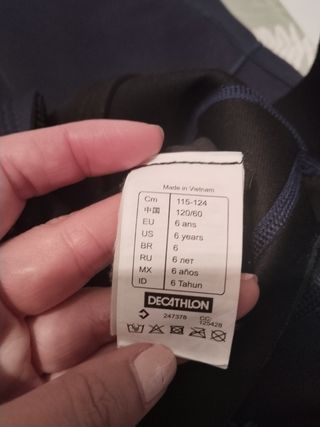 Made in Vietnam
Cm 115-124
中国 120/60
EU 6 ans
US 6 years
BR 6
RU 6 лет
MX 6 años
ID 6 Tahun
DECATHLON
247378 CC: 125428